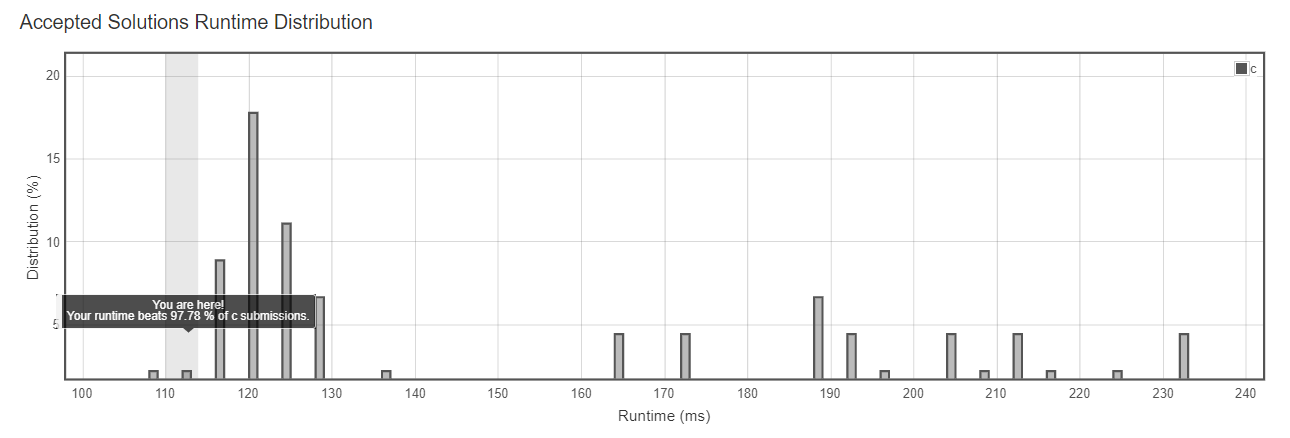 Accepted Solutions Runtime Distribution
c
20
15
10
5
Distribution (%)
You are here!
Your runtime beats 97.78 % of c submissions.
100 110 120 130 140 150 160 170 180 190 200 210 220 230 240
Runtime (ms)